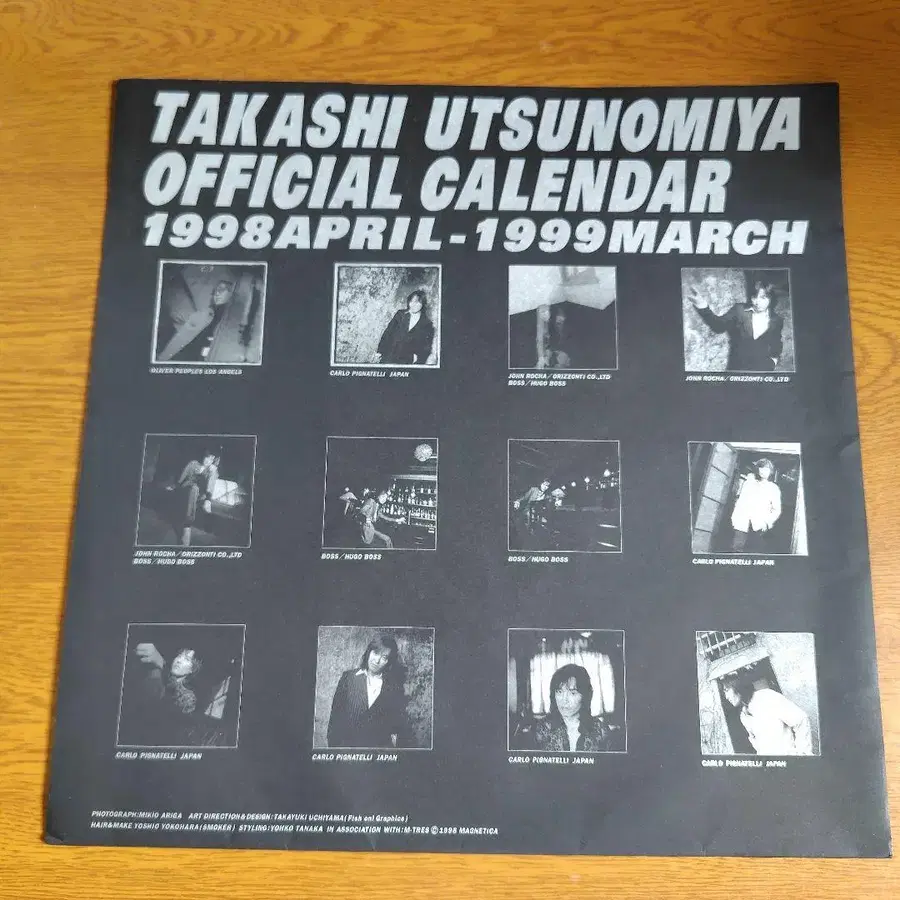 TAKASHI UTSUNOMIYA
OFFICIAL CALENDAR
1998APRIL-1999MARCH
OLIVER PEOPLES LOS ANGELS
CARLO PIGNATELLI JAPAN
JOHN ROCHA/ORIZZONTI CO.,LTD
BOSS/HUGO BOSS
JOHN ROCHA/ORIZZONTI CO.,LTD
JOHN ROCHA/ORIZZONTI CO.,LTD
BOSS/HUGO BOSS
BOSS/HUGO BOSS
BOSS/HUGO BOSS
CARLO PIGNATELLI JAPAN
CARLO PIGNATELLI JAPAN
CARLO PIGNATELLI JAPAN
CARLO PIGNATELLI JAPAN
CARLO PIGNATELLI JAPAN
PHOTOGRAPH:MIKIO ARIGA ART DIRECTION&DESIGN:TAKAYUKI UCHIYAMA(Fish on! Graphics)
HAIR&MAKE YOSHIO YOKOHARA(SMOKER) STYLING:YOHKO TANAKA IN ASSOCIATION WITH:M-TRES ©1998 MAGNETICA